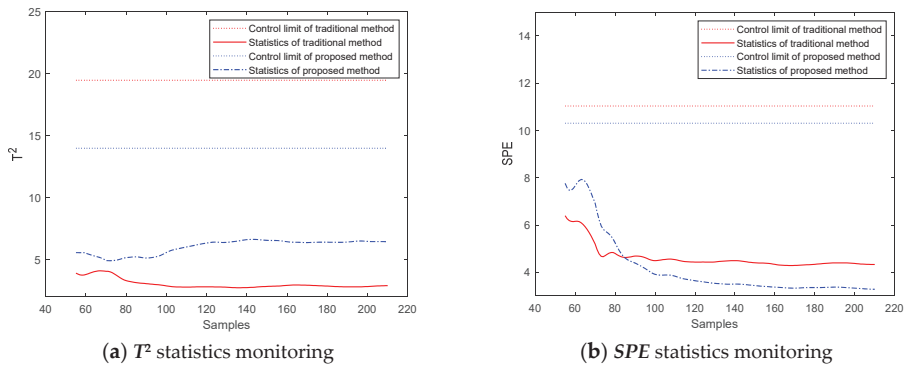 25
20
15
10
5
T²
40 60 80 100 120 140 160 180 200 220
Samples
Control limit of traditional method
Statistics of traditional method
Control limit of proposed method
Statistics of proposed method
(a) T² statistics monitoring
14
12
10
8
6
4
SPE
40 60 80 100 120 140 160 180 200 220
Samples
Control limit of traditional method
Statistics of traditional method
Control limit of proposed method
Statistics of proposed method
(b) SPE statistics monitoring